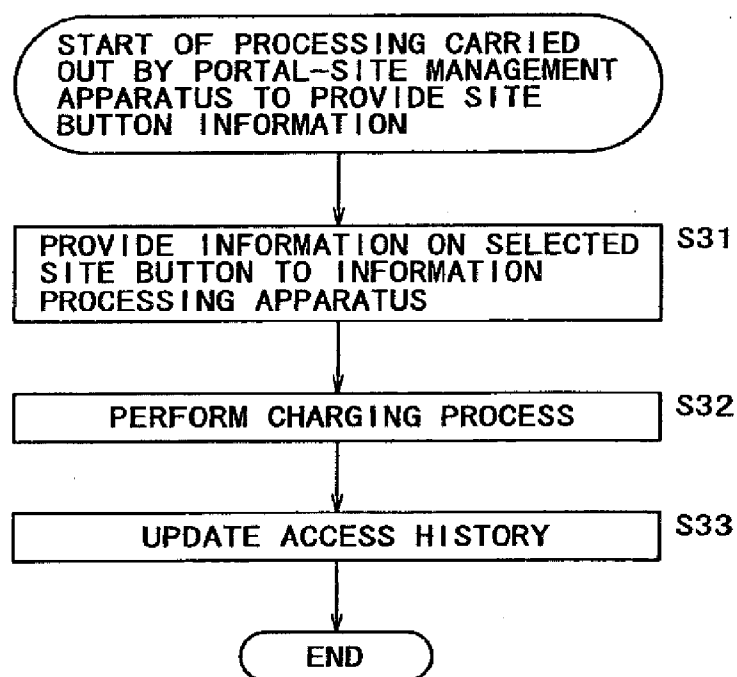 START OF PROCESSING CARRIED
OUT BY PORTAL-SITE MANAGEMENT
APPARATUS TO PROVIDE SITE
BUTTON INFORMATION
S31
PROVIDE INFORMATION ON SELECTED
SITE BUTTON TO INFORMATION
PROCESSING APPARATUS
S32
PERFORM CHARGING PROCESS
S33
UPDATE ACCESS HISTORY
END